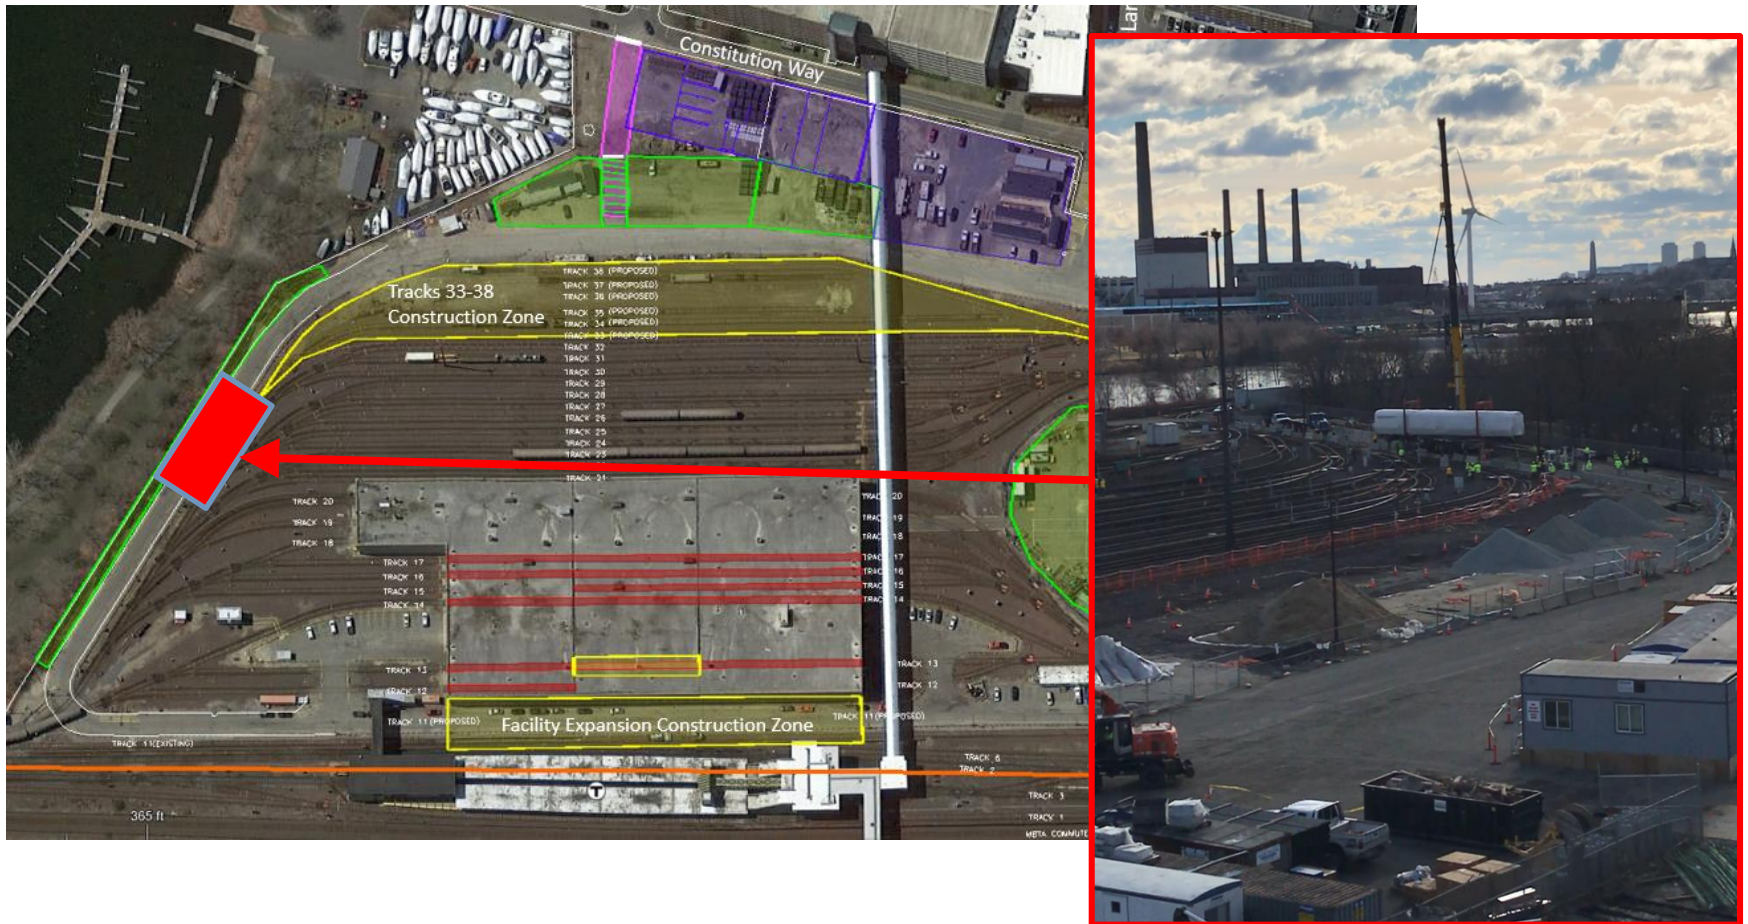 Constitution Way
Lar
Tracks 33-38
Construction Zone
TRACK 38 (PROPOSED)
TRACK 37 (PROPOSED)
TRACK 36 (PROPOSED)
TRACK 35 (PROPOSED)
TRACK 34 (PROPOSED)
TRACK 33 (PROPOSED)
TRACK 32
TRACK 31
TRACK 30
TRACK 29
TRACK 28
TRACK 27
TRACK 26
TRACK 25
TRACK 24
TRACK 23
TRACK 21
TRACK 20
TRACK 19
TRACK 18
TRACK 17
TRACK 16
TRACK 15
TRACK 14
TRACK 13
TRACK 12
TRACK 20
TRACK 19
TRACK 18
TRACK 17
TRACK 16
TRACK 15
TRACK 14
TRACK 13
TRACK 12
TRACK 11 (PROPOSED)
Facility Expansion Construction Zone
TRACK 11 (PROPOSED)
TRACK 11(EXISTING)
T
TRACK 6
TRACK 2
TRACK 3
TRACK 1
365 ft